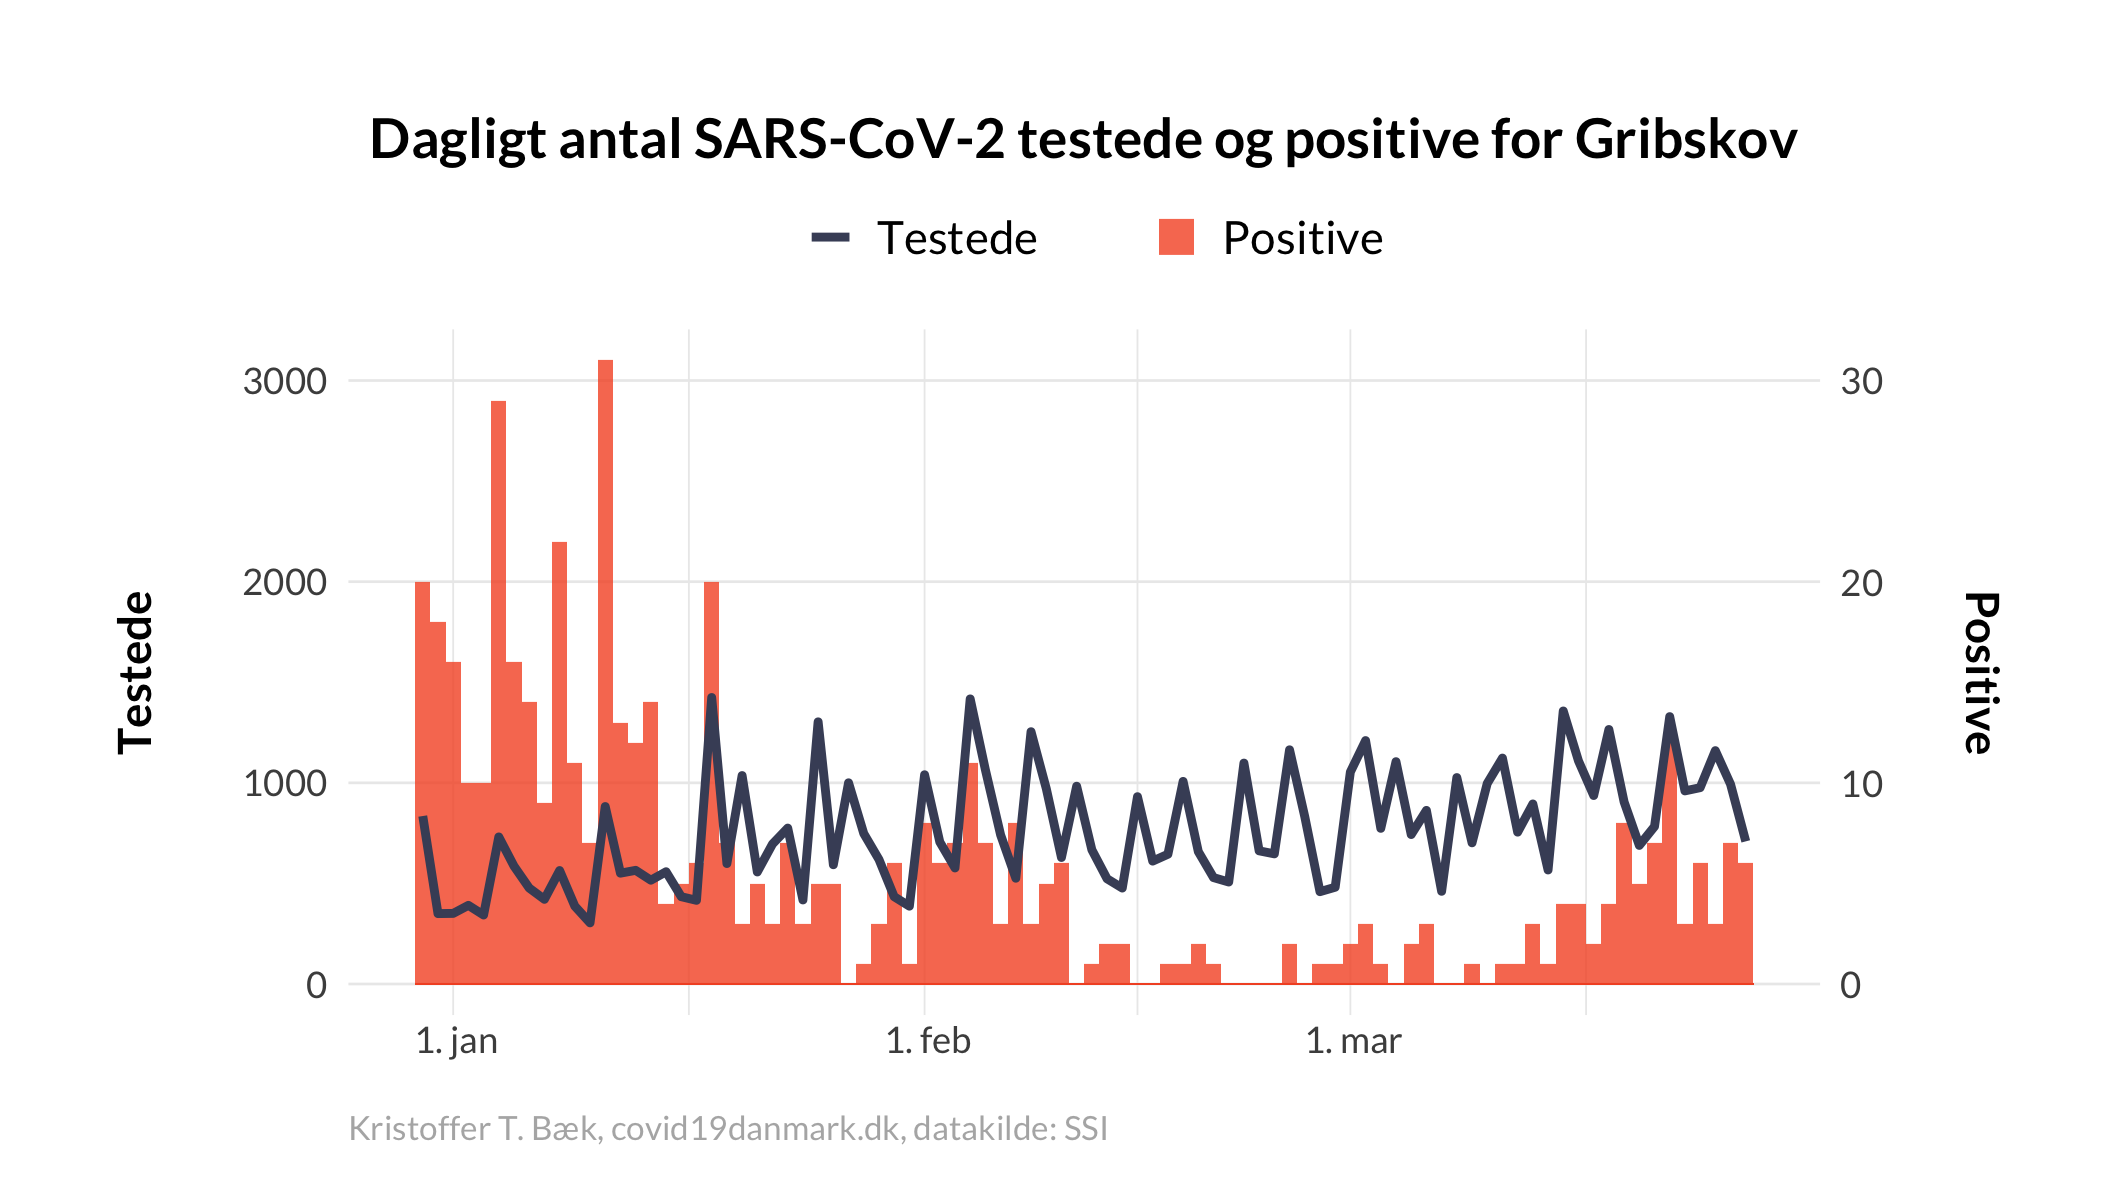 Dagligt antal SARS-CoV-2 testede og positive for Gribskov
Testede
Positive
3000
2000
1000
0
30
20
10
0
Testede
Positive
1. jan
1. feb
1. mar
Kristoffer T. Bæk, covid19danmark.dk, datakilde: SSI